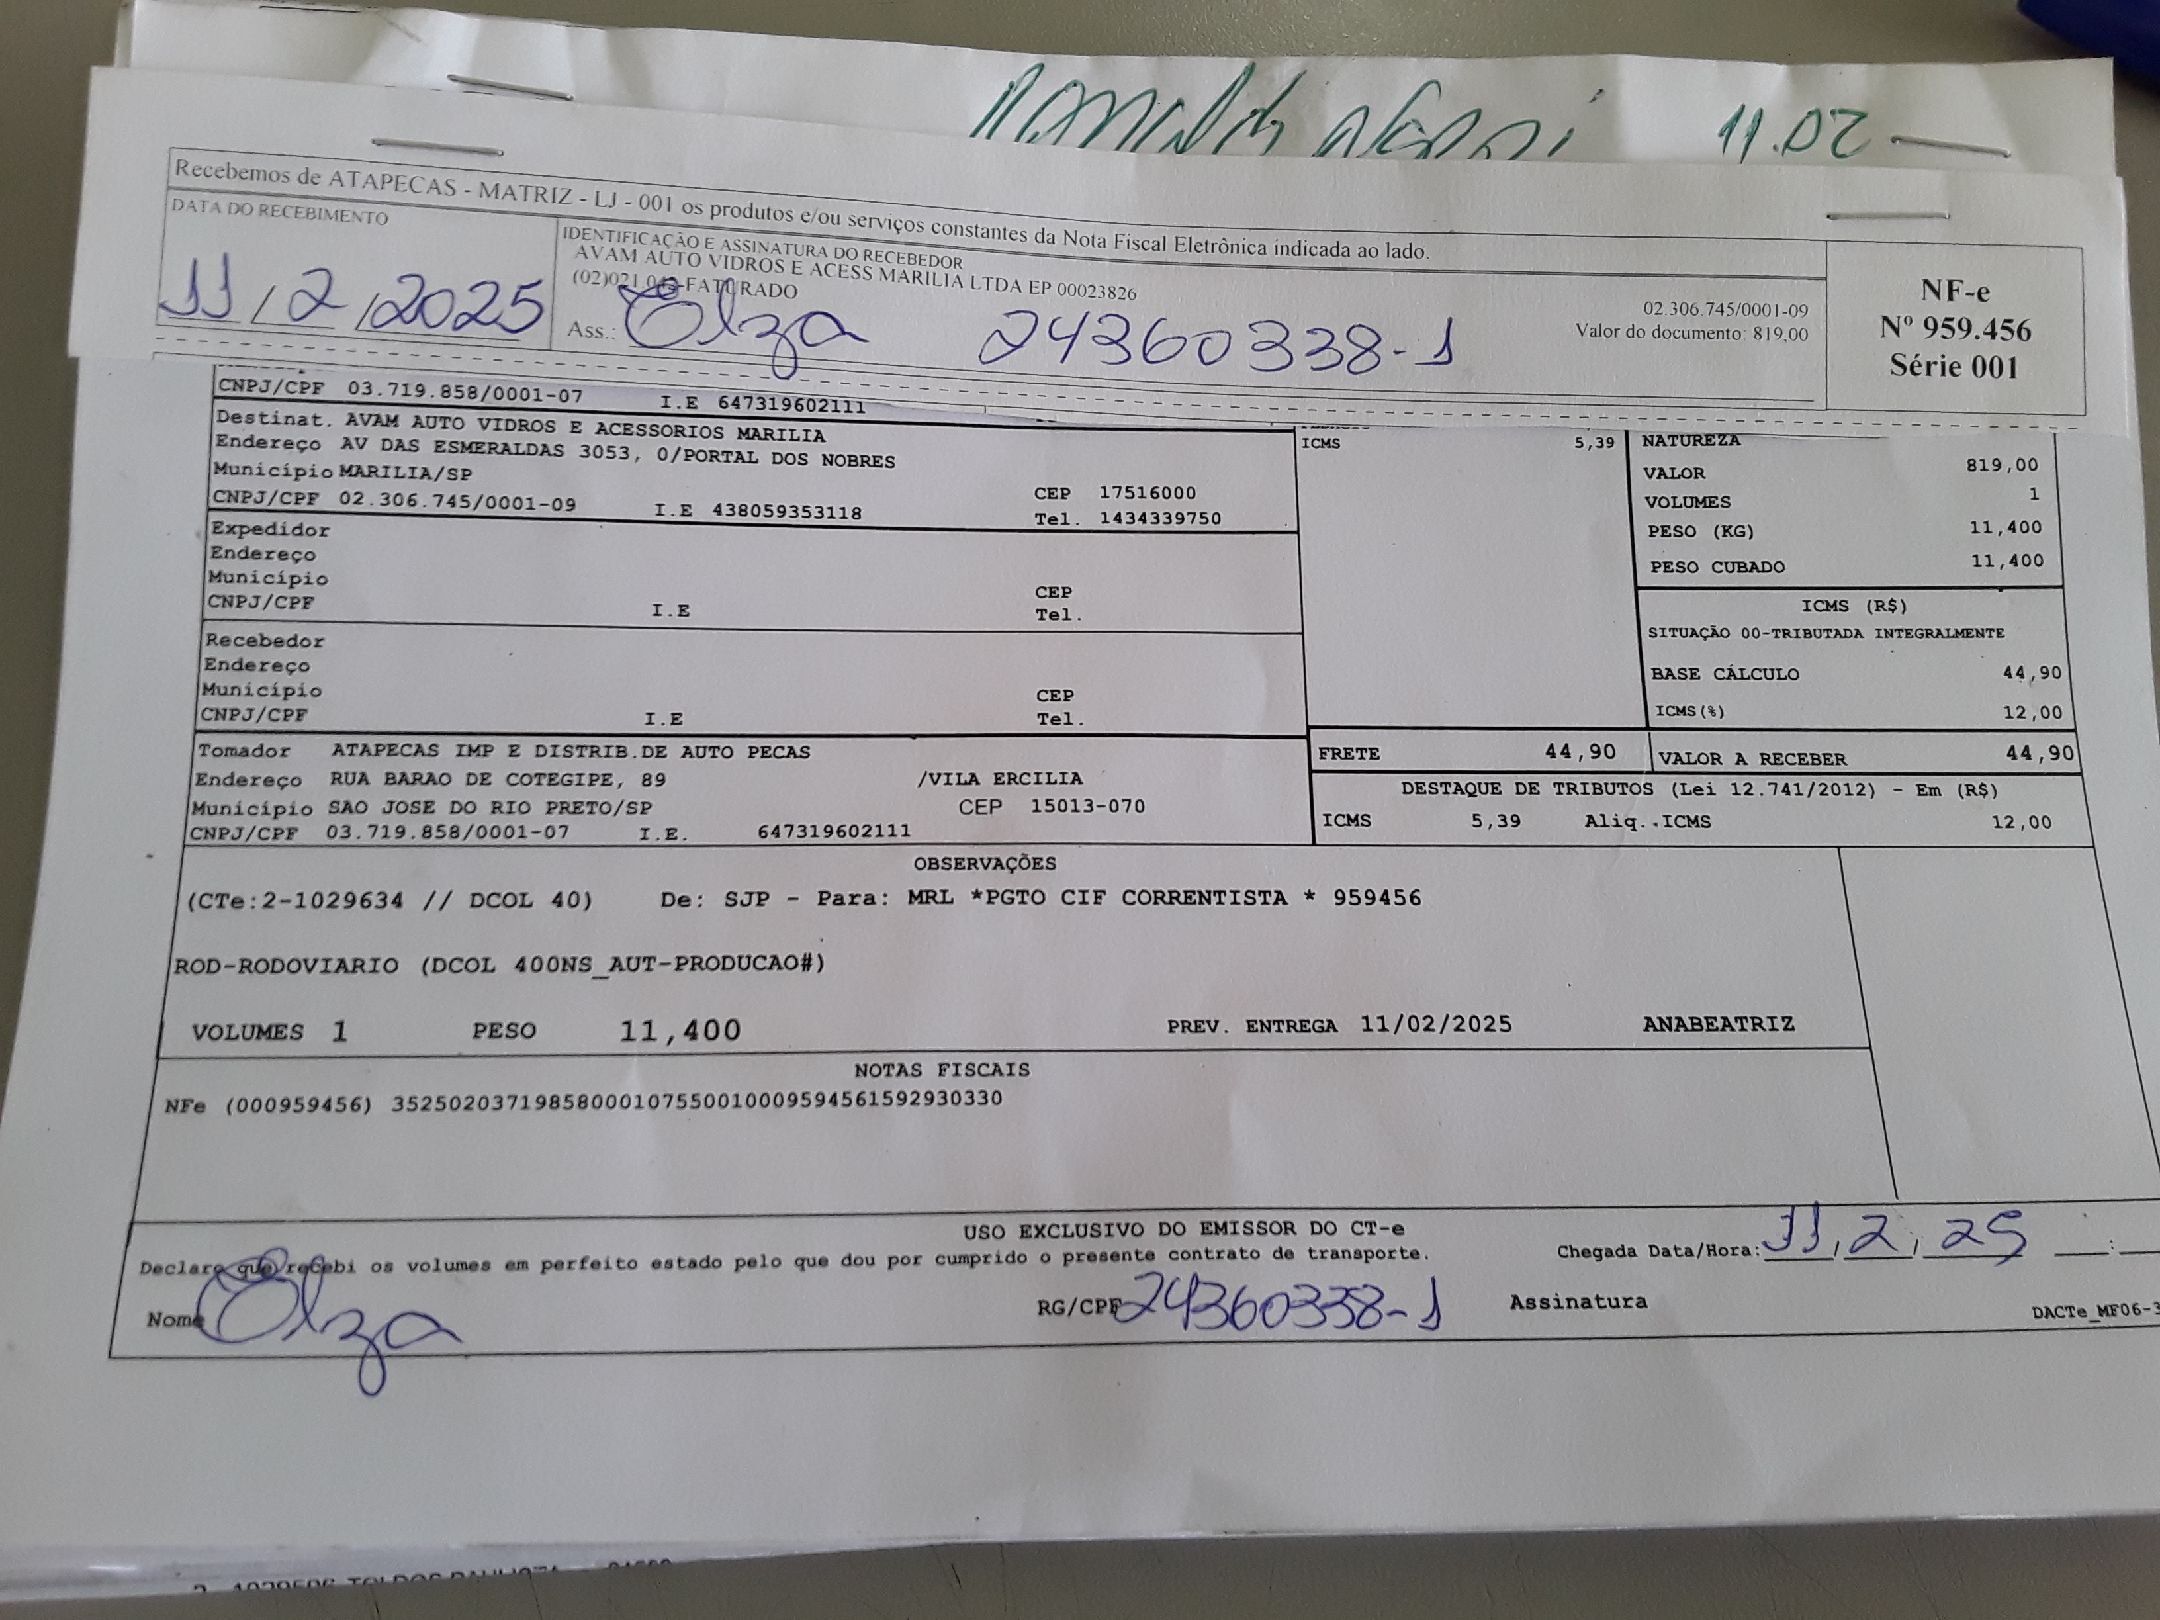 11.02
Recebemos de ATAPECAS - MATRIZ - LJ - 001 os produtos e/ou serviços constantes da Nota Fiscal Eletrônica indicada ao lado.
DATA DO RECEBIMENTO
11/2/2025
IDENTIFICAÇÃO E ASSINATURA DO RECEBEDOR
AVAM AUTO VIDROS E ACESS MARILIA LTDA EP 00023826
-FATURADO
Ass.: Elza 24360338-1
02.306.745/0001-09
Valor do documento: 819,00
NF-e
Nº 959.456
Série 001
CNPJ/CPF 03.719.858/0001-07 I.E 647319602111
Destinat. AVAM AUTO VIDROS E ACESSORIOS MARILIA
Endereço AV DAS ESMERALDAS 3053, 0/PORTAL DOS NOBRES
Município MARILIA/SP CEP 17516000
CNPJ/CPF 02.306.745/0001-09 I.E 438059353118 Tel. 1434339750
Expedidor
Endereço
Município CEP
CNPJ/CPF I.E Tel.
Recebedor
Endereço
Município CEP
CNPJ/CPF I.E Tel.
Tomador ATAPECAS IMP E DISTRIB.DE AUTO PECAS
Endereço RUA BARAO DE COTEGIPE, 89 /VILA ERCILIA
Município SAO JOSE DO RIO PRETO/SP CEP 15013-070
CNPJ/CPF 03.719.858/0001-07 I.E. 647319602111
ICMS 5,39
NATUREZA
VALOR 819,00
VOLUMES 1
PESO (KG) 11,400
PESO CUBADO 11,400
ICMS (R$)
SITUAÇÃO 00-TRIBUTADA INTEGRALMENTE
BASE CÁLCULO 44,90
ICMS(%) 12,00
FRETE 44,90 VALOR A RECEBER 44,90
DESTAQUE DE TRIBUTOS (Lei 12.741/2012) - Em (R$)
ICMS 5,39 Aliq..ICMS 12,00
OBSERVAÇÕES
(CTe:2-1029634 // DCOL 40) De: SJP - Para: MRL *PGTO CIF CORRENTISTA * 959456
ROD-RODOVIARIO (DCOL 400NS_AUT-PRODUCAO#)
VOLUMES 1 PESO 11,400 PREV. ENTREGA 11/02/2025 ANABEATRIZ
NOTAS FISCAIS
NFe (000959456) 35250203719858000107550010009594561592930330
USO EXCLUSIVO DO EMISSOR DO CT-e
Declaro que recebi os volumes em perfeito estado pelo que dou por cumprido o presente contrato de transporte. Chegada Data/Hora: 11/2/25 __:__
Nome Elza RG/CPF 24360338-1 Assinatura
DACTe_MF06-3